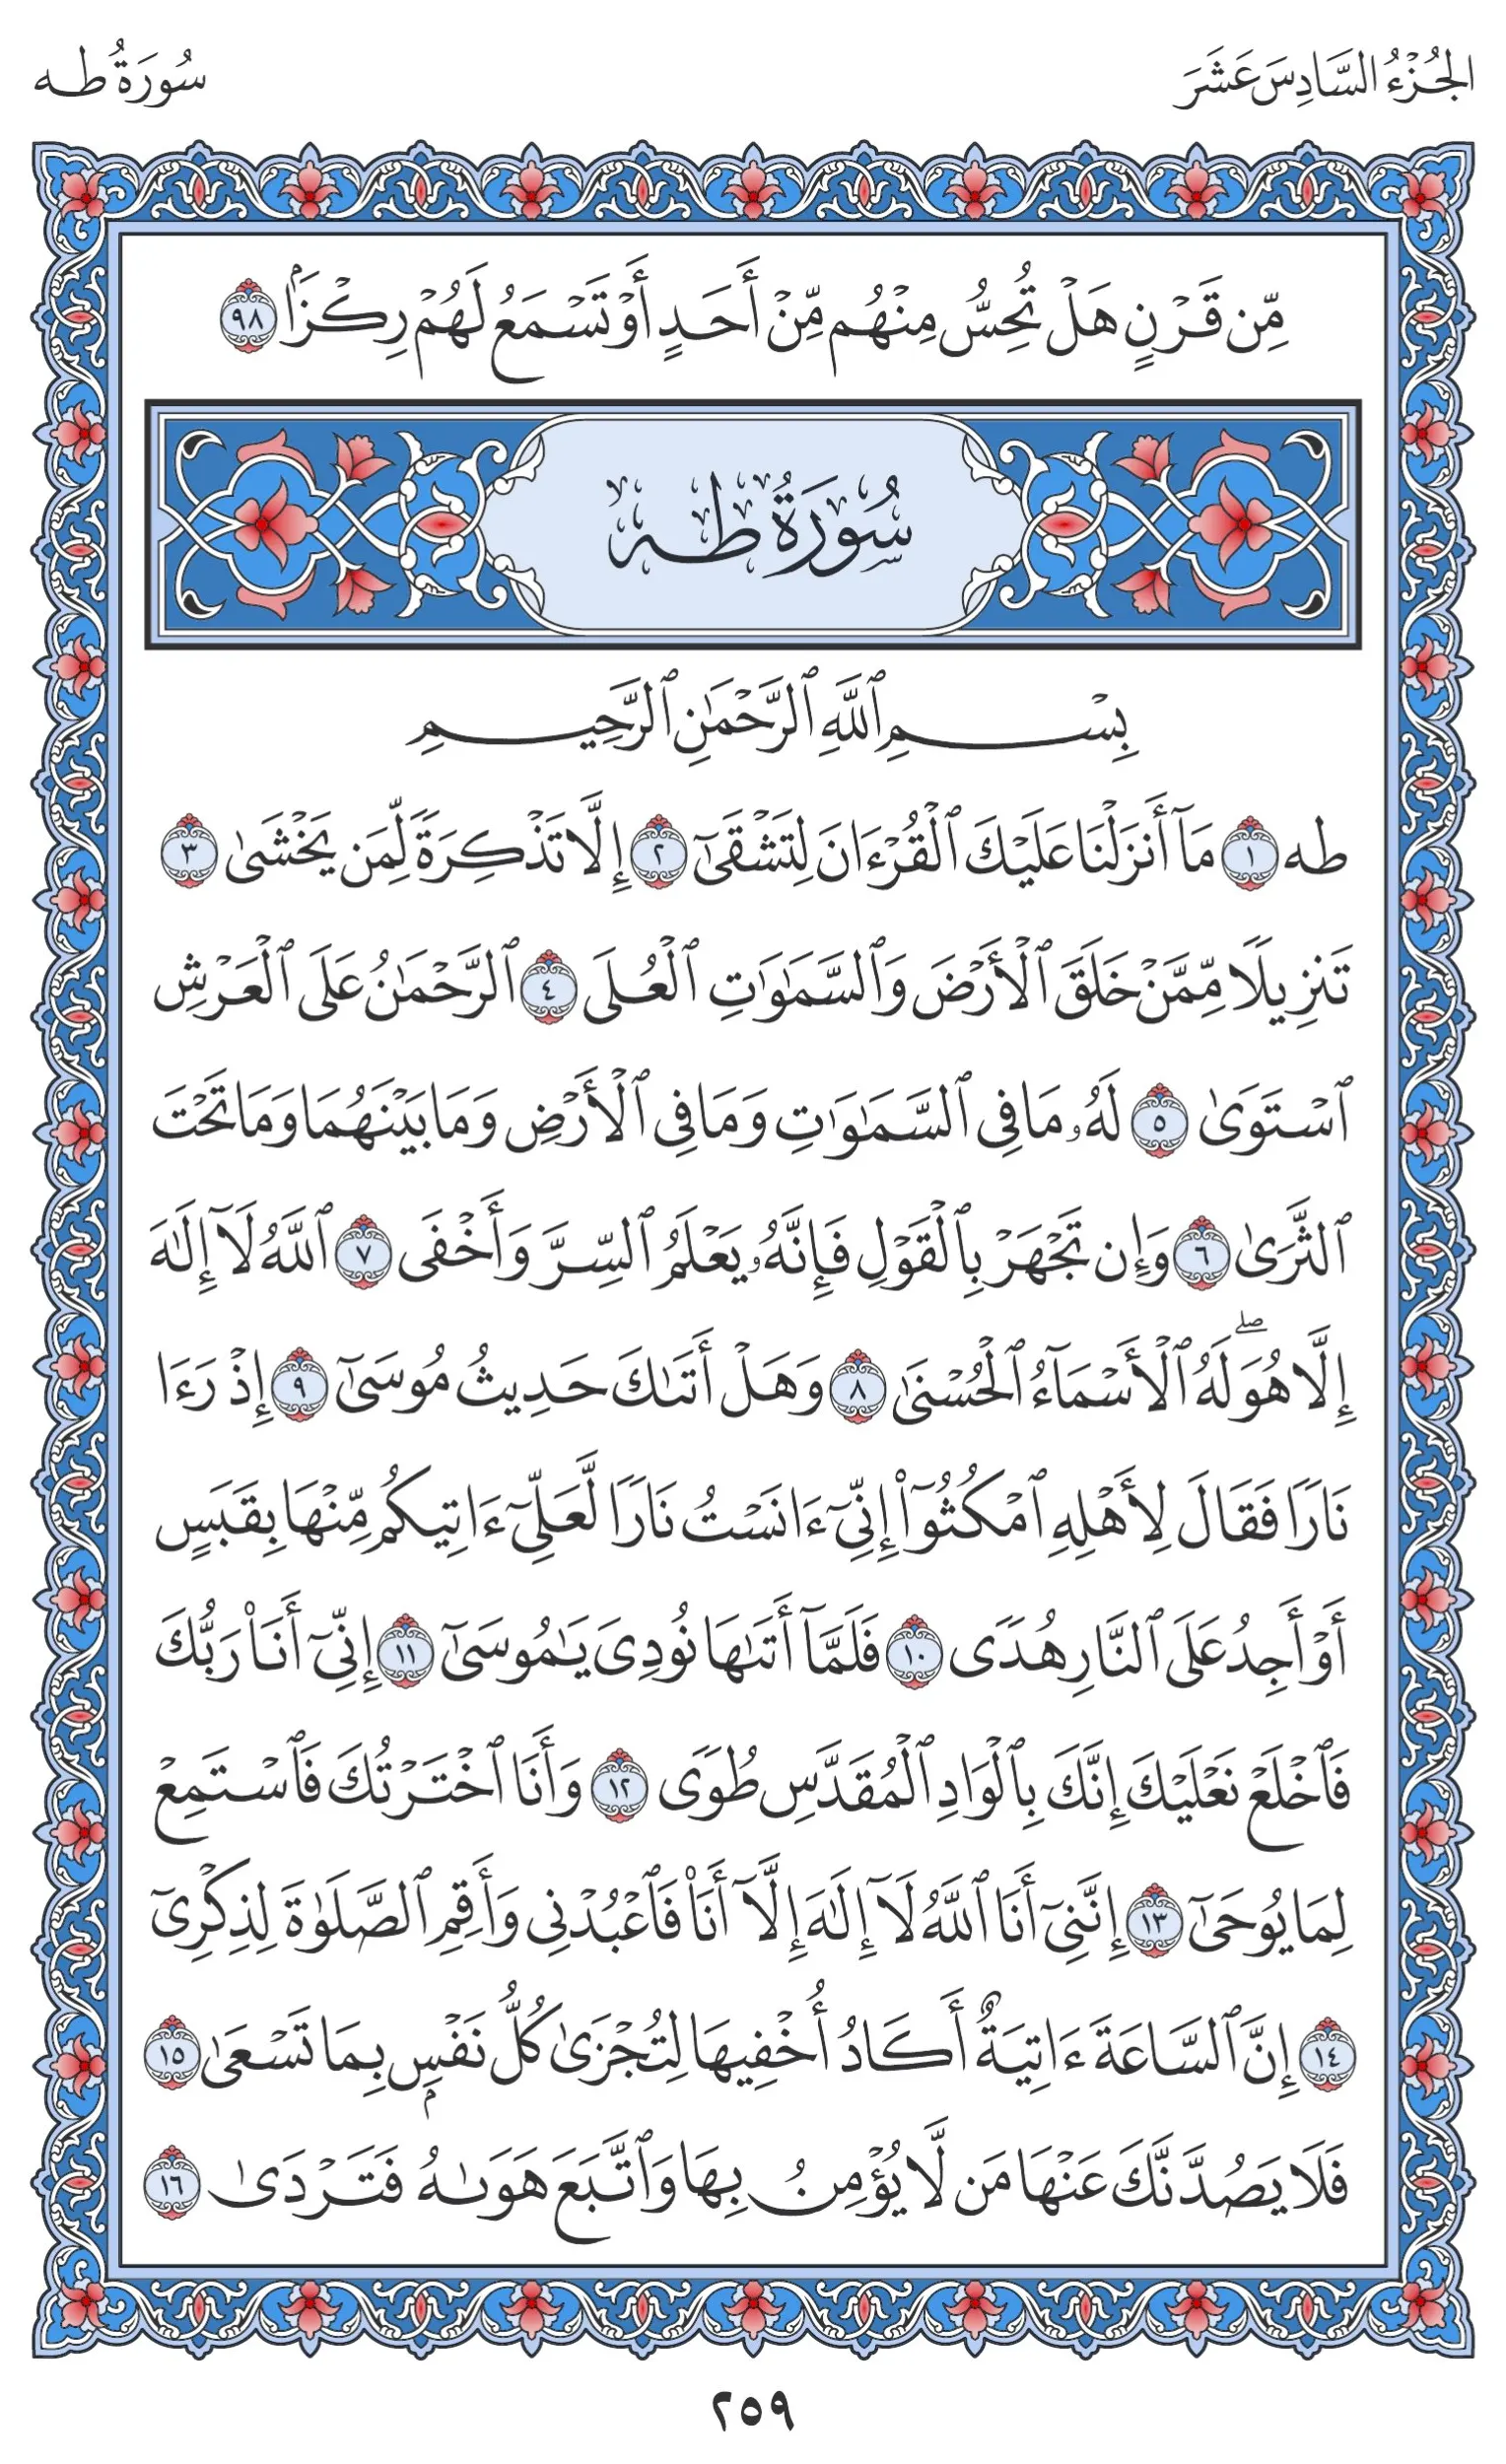 الجُزْءُ السَّادِسَ عَشَرَ
سُورَةُ طه
مِّن قَرْنٍ هَلْ تُحِسُّ مِنْهُم مِّنْ أَحَدٍ أَوْ تَسْمَعُ لَهُمْ رِكْزَۢا ٩٨
سُورَةُ طه
بِسْمِ ٱللَّهِ ٱلرَّحْمَٰنِ ٱلرَّحِيمِ
طه ١ مَآ أَنزَلْنَا عَلَيْكَ ٱلْقُرْءَانَ لِتَشْقَىٰٓ ٢ إِلَّا تَذْكِرَةً لِّمَن يَخْشَىٰ ٣
تَنزِيلًا مِّمَّنْ خَلَقَ ٱلْأَرْضَ وَٱلسَّمَٰوَٰتِ ٱلْعُلَى ٤ ٱلرَّحْمَٰنُ عَلَى ٱلْعَرْشِ
ٱسْتَوَىٰ ٥ لَهُۥ مَا فِى ٱلسَّمَٰوَٰتِ وَمَا فِى ٱلْأَرْضِ وَمَا بَيْنَهُمَا وَمَا تَحْتَ
ٱلثَّرَىٰ ٦ وَإِن تَجْهَرْ بِٱلْقَوْلِ فَإِنَّهُۥ يَعْلَمُ ٱلسِّرَّ وَأَخْفَى ٧ ٱللَّهُ لَآ إِلَٰهَ
إِلَّا هُوَۖ لَهُ ٱلْأَسْمَآءُ ٱلْحُسْنَىٰ ٨ وَهَلْ أَتَىٰكَ حَدِيثُ مُوسَىٰٓ ٩ إِذْ رَءَا
نَارًا فَقَالَ لِأَهْلِهِ ٱمْكُثُوٓا۟ إِنِّىٓ ءَانَسْتُ نَارًا لَّعَلِّىٓ ءَاتِيكُم مِّنْهَا بِقَبَسٍ
أَوْ أَجِدُ عَلَى ٱلنَّارِ هُدًى ١٠ فَلَمَّآ أَتَىٰهَا نُودِىَ يَٰمُوسَىٰٓ ١١ إِنِّىٓ أَنَا۠ رَبُّكَ
فَٱخْلَعْ نَعْلَيْكَ إِنَّكَ بِٱلْوَادِ ٱلْمُقَدَّسِ طُوًى ١٢ وَأَنَا ٱخْتَرْتُكَ فَٱسْتَمِعْ
لِمَا يُوحَىٰٓ ١٣ إِنَّنِىٓ أَنَا ٱللَّهُ لَآ إِلَٰهَ إِلَّآ أَنَا۠ فَٱعْبُدْنِى وَأَقِمِ ٱلصَّلَوٰةَ لِذِكْرِىٓ
١٤ إِنَّ ٱلسَّاعَةَ ءَاتِيَةٌ أَكَادُ أُخْفِيهَا لِتُجْزَىٰ كُلُّ نَفْسٍۭ بِمَا تَسْعَىٰ ١٥
فَلَا يَصُدَّنَّكَ عَنْهَا مَن لَّا يُؤْمِنُ بِهَا وَٱتَّبَعَ هَوَىٰهُ فَتَرْدَىٰ ١٦
٢٥٩